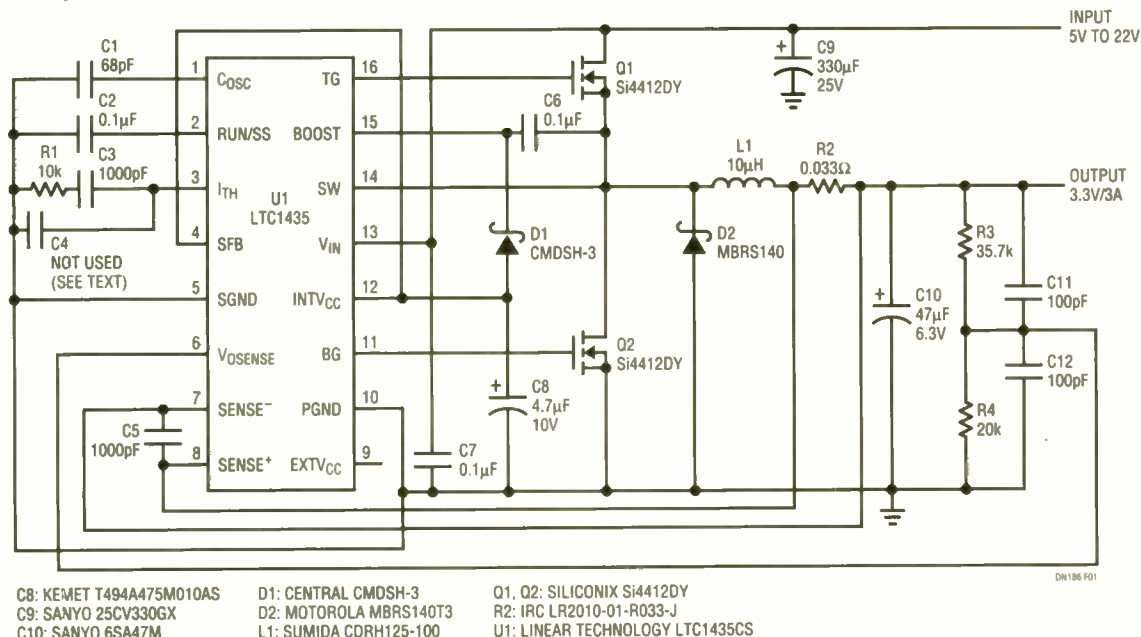 INPUT
5V TO 22V
C1
68pF
1
COSC
TG
16
Q1
Si4412DY
+
C9
330µF
25V
C2
0.1µF
2
RUN/SS
BOOST
15
C6
0.1µF
R1
10k
C3
1000pF
3
ITH
U1
LTC1435
SW
14
L1
10µH
R2
0.033Ω
OUTPUT
3.3V/3A
C4
NOT USED
(SEE TEXT)
4
SFB
VIN
13
D1
CMDSH-3
D2
MBRS140
R3
35.7k
5
SGND
INTVCC
12
+
C10
47µF
6.3V
C11
100pF
6
VOSENSE
BG
11
Q2
Si4412DY
+
C8
4.7µF
10V
C12
100pF
7
SENSE−
PGND
10
C5
1000pF
R4
20k
8
SENSE+
EXTVCC
9
C7
0.1µF
DN186 F01
C8: KEMET T494A475M010AS D1: CENTRAL CMDSH-3 Q1, Q2: SILICONIX Si4412DY
C9: SANYO 25CV330GX D2: MOTOROLA MBRS140T3 R2: IRC LR2010-01-R033-J
C10: SANYO 6SA47M L1: SUMIDA CDRH125-100 U1: LINEAR TECHNOLOGY LTC1435CS